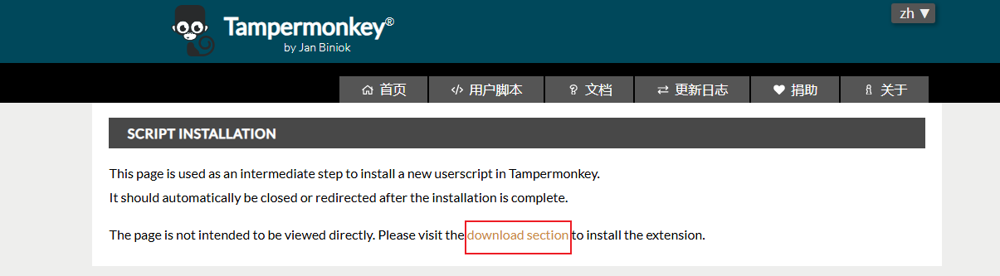 Tampermonkey®
by Jan Biniok
zh ▼
首页
用户脚本
文档
更新日志
捐助
关于
SCRIPT INSTALLATION
This page is used as an intermediate step to install a new userscript in Tampermonkey.
It should automatically be closed or redirected after the installation is complete.
The page is not intended to be viewed directly. Please visit the download section to install the extension.